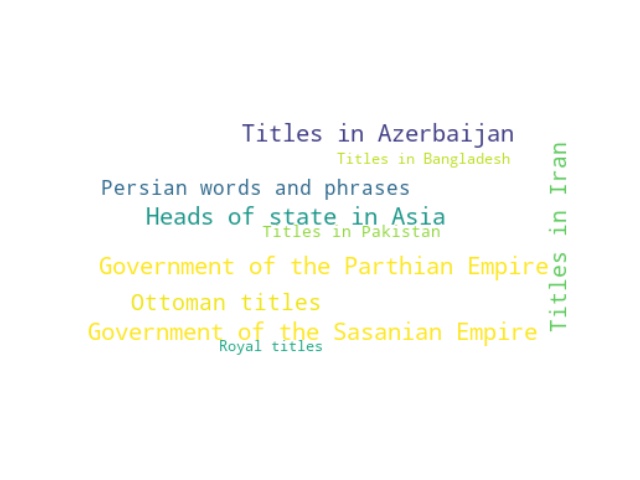 Titles in Azerbaijan
Titles in Bangladesh
Persian words and phrases
Heads of state in Asia
Titles in Pakistan
Government of the Parthian Empire
Ottoman titles
Government of the Sasanian Empire
Royal titles
Titles in Iran